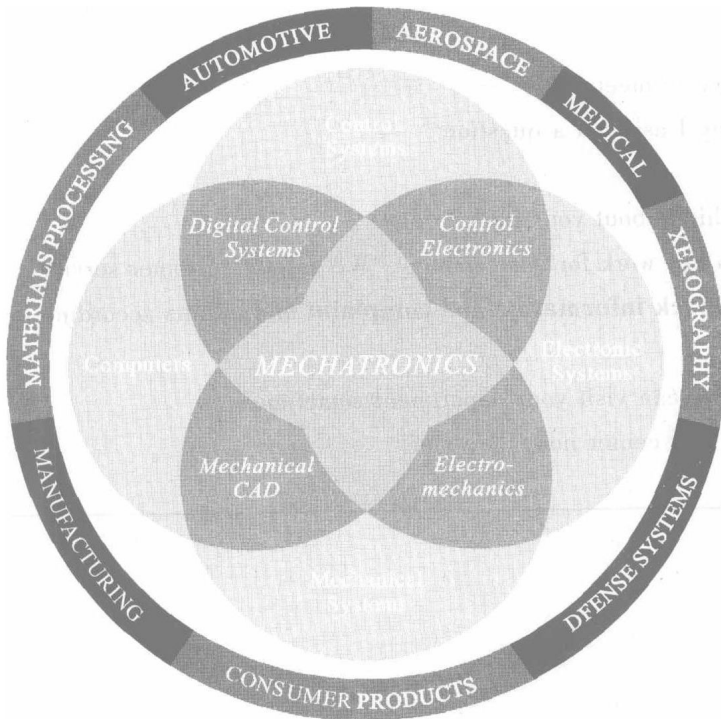 AUTOMOTIVE
AEROSPACE
MEDICAL
XEROGRAPHY
DFENSE SYSTEMS
CONSUMER PRODUCTS
MANUFACTURING
MATERIALS PROCESSING
Control
Systems
Digital Control
Systems
Control
Electronics
Computers
MECHATRONICS
Electronic
Systems
Mechanical
CAD
Electro-
mechanics
Mechanical
Systems